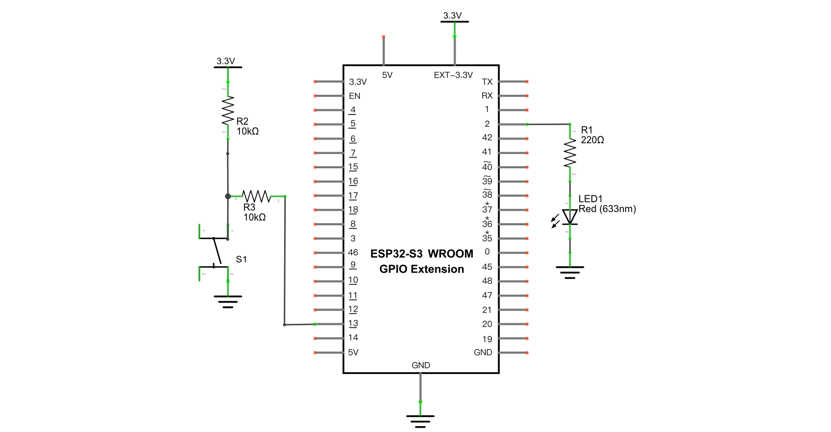 3.3V
3.3V
5V
EXT-3.3V
3.3V
TX
EN
RX
4
1
5
2
6
42
7
41
15
40
16
39
17
38
18
37
8
36
3
35
46
0
9
45
10
48
11
47
12
21
13
20
14
19
5V
GND
ESP32-S3 WROOM
GPIO Extension
GND
R2
10kΩ
R3
10kΩ
S1
R1
220Ω
LED1
Red (633nm)